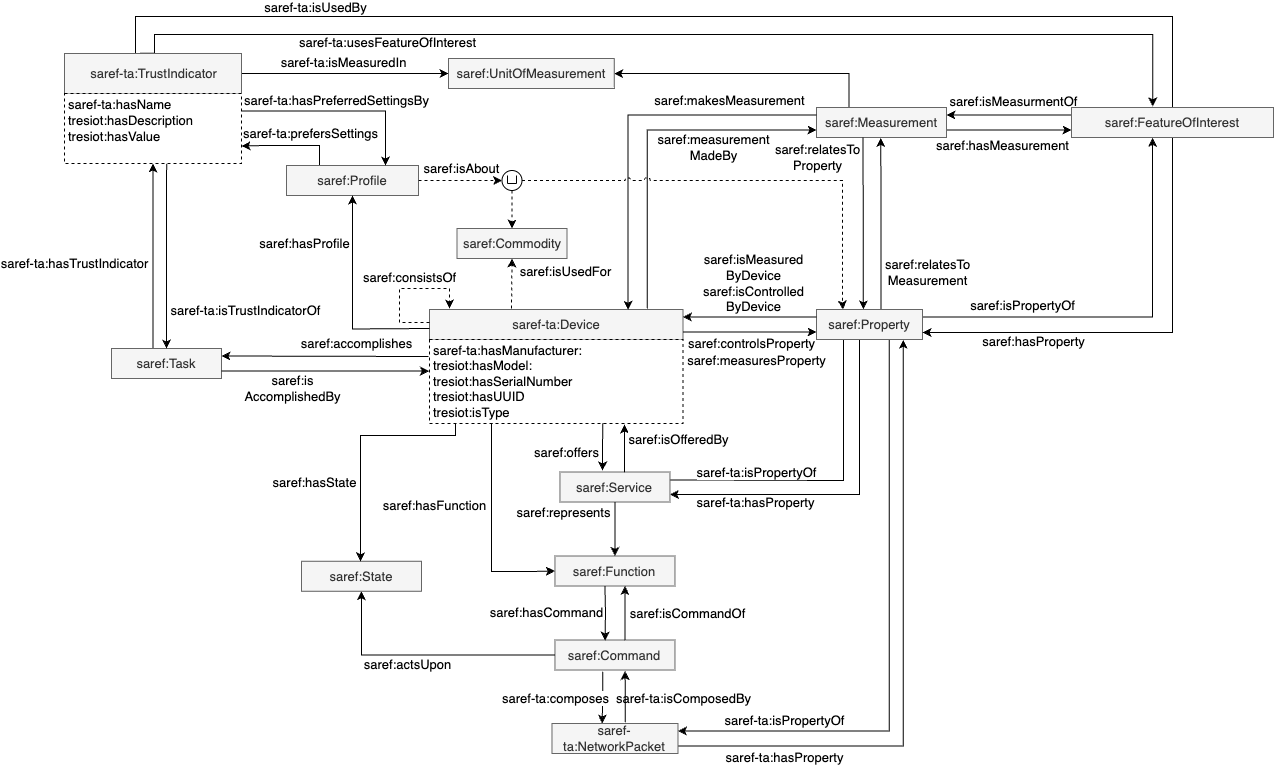 saref-ta:isUsedBy
saref-ta:usesFeatureOfInterest
saref-ta:TrustIndicator
saref-ta:isMeasuredIn
saref:UnitOfMeasurement
saref-ta:hasName
tresiot:hasDescription
tresiot:hasValue
saref-ta:hasPreferredSettingsBy
saref-ta:prefersSettings
saref:makesMeasurement
saref:measurement
MadeBy
saref:Measurement
saref:isMeasurmentOf
saref:hasMeasurement
saref:FeatureOfInterest
saref:relatesTo
Property
saref:Profile
saref:isAbout
saref:Commodity
saref:hasProfile
saref:isUsedFor
saref:consistsOf
saref-ta:hasTrustIndicator
saref-ta:isTrustIndicatorOf
saref:isMeasured
ByDevice
saref:isControlled
ByDevice
saref:relatesTo
Measurement
saref:isPropertyOf
saref:hasProperty
saref-ta:Device
saref:Property
saref:controlsProperty
saref:measuresProperty
saref:accomplishes
saref:Task
saref:is
AccomplishedBy
saref-ta:hasManufacturer:
tresiot:hasModel:
tresiot:hasSerialNumber
tresiot:hasUUID
tresiot:isType
saref:offers
saref:isOfferedBy
saref:hasState
saref:hasFunction
saref:Service
saref-ta:isPropertyOf
saref-ta:hasProperty
saref:represents
saref:State
saref:Function
saref:hasCommand
saref:isCommandOf
saref:Command
saref:actsUpon
saref-ta:composes
saref-ta:isComposedBy
saref-
ta:NetworkPacket
saref-ta:isPropertyOf
saref-ta:hasProperty